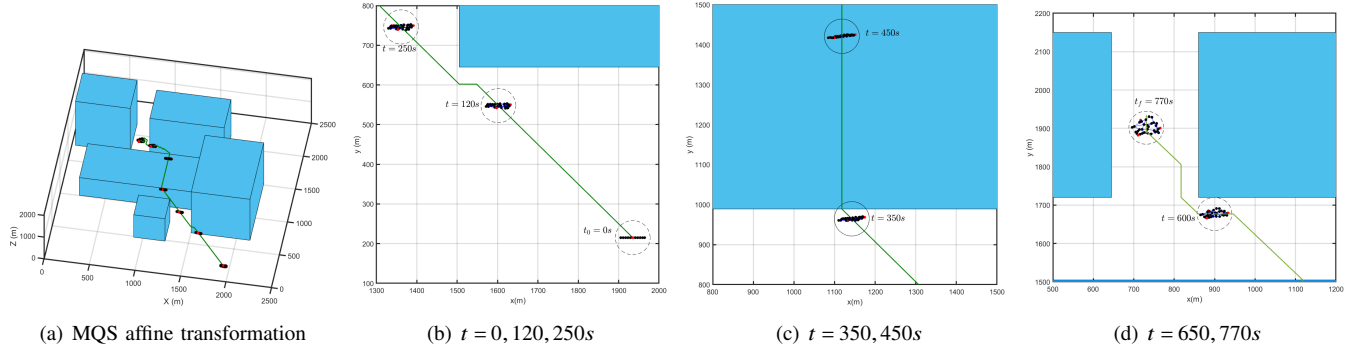 2500
2000
1500
1000
500
0
2000
1000
0
Z (m)
0
500
1000
1500
2000
2500
X (m)
800
700
600
500
400
300
200
100
y (m)
t = 250s
t = 120s
t₀ = 0s
1300 1400 1500 1600 1700 1800 1900 2000
x(m)
1500
1400
1300
1200
1100
1000
900
800
y (m)
t = 450s
t = 350s
800 900 1000 1100 1200 1300 1400 1500
x(m)
2200
2100
2000
1900
1800
1700
1600
1500
y (m)
t_f = 770s
t = 600s
500 600 700 800 900 1000 1100 1200
x(m)
(a) MQS affine transformation
(b) t = 0, 120, 250s
(c) t = 350, 450s
(d) t = 650, 770s